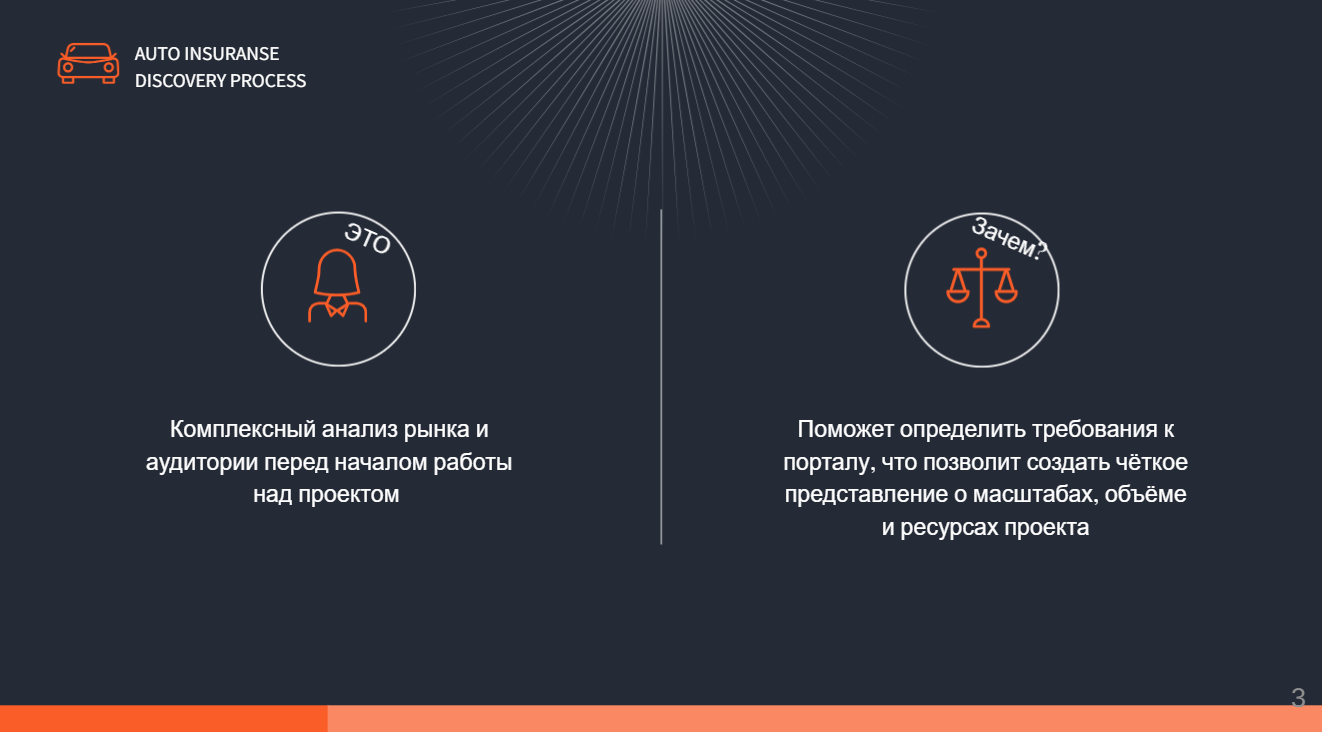 AUTO INSURANSE
DISCOVERY PROCESS
ЭТО
Комплексный анализ рынка и
аудитории перед началом работы
над проектом
Зачем?
Поможет определить требования к
порталу, что позволит создать чёткое
представление о масштабах, объёме
и ресурсах проекта
3